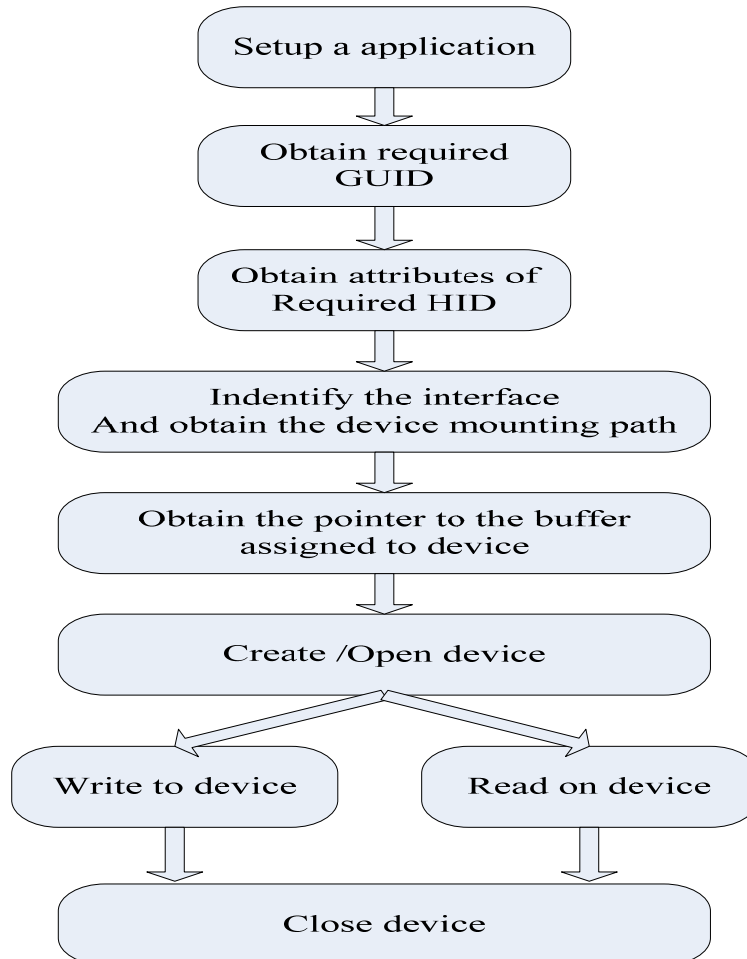 Setup a application
Obtain required
GUID
Obtain attributes of
Required HID
Indentify the interface
And obtain the device mounting path
Obtain the pointer to the buffer
assigned to device
Create /Open device
Write to device
Read on device
Close device